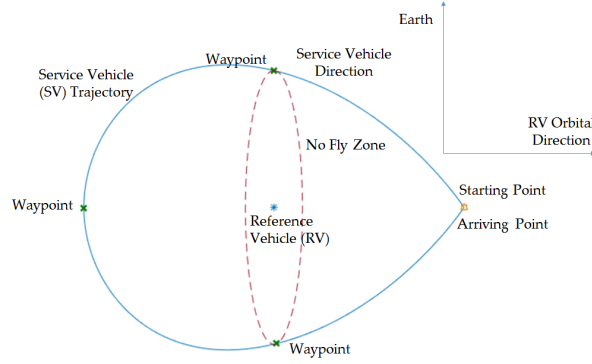 Earth
Waypoint
Service Vehicle
Direction
Service Vehicle
(SV) Trajectory
RV Orbital
Direction
No Fly Zone
Starting Point
Waypoint
Reference
Vehicle (RV)
Arriving Point
Waypoint